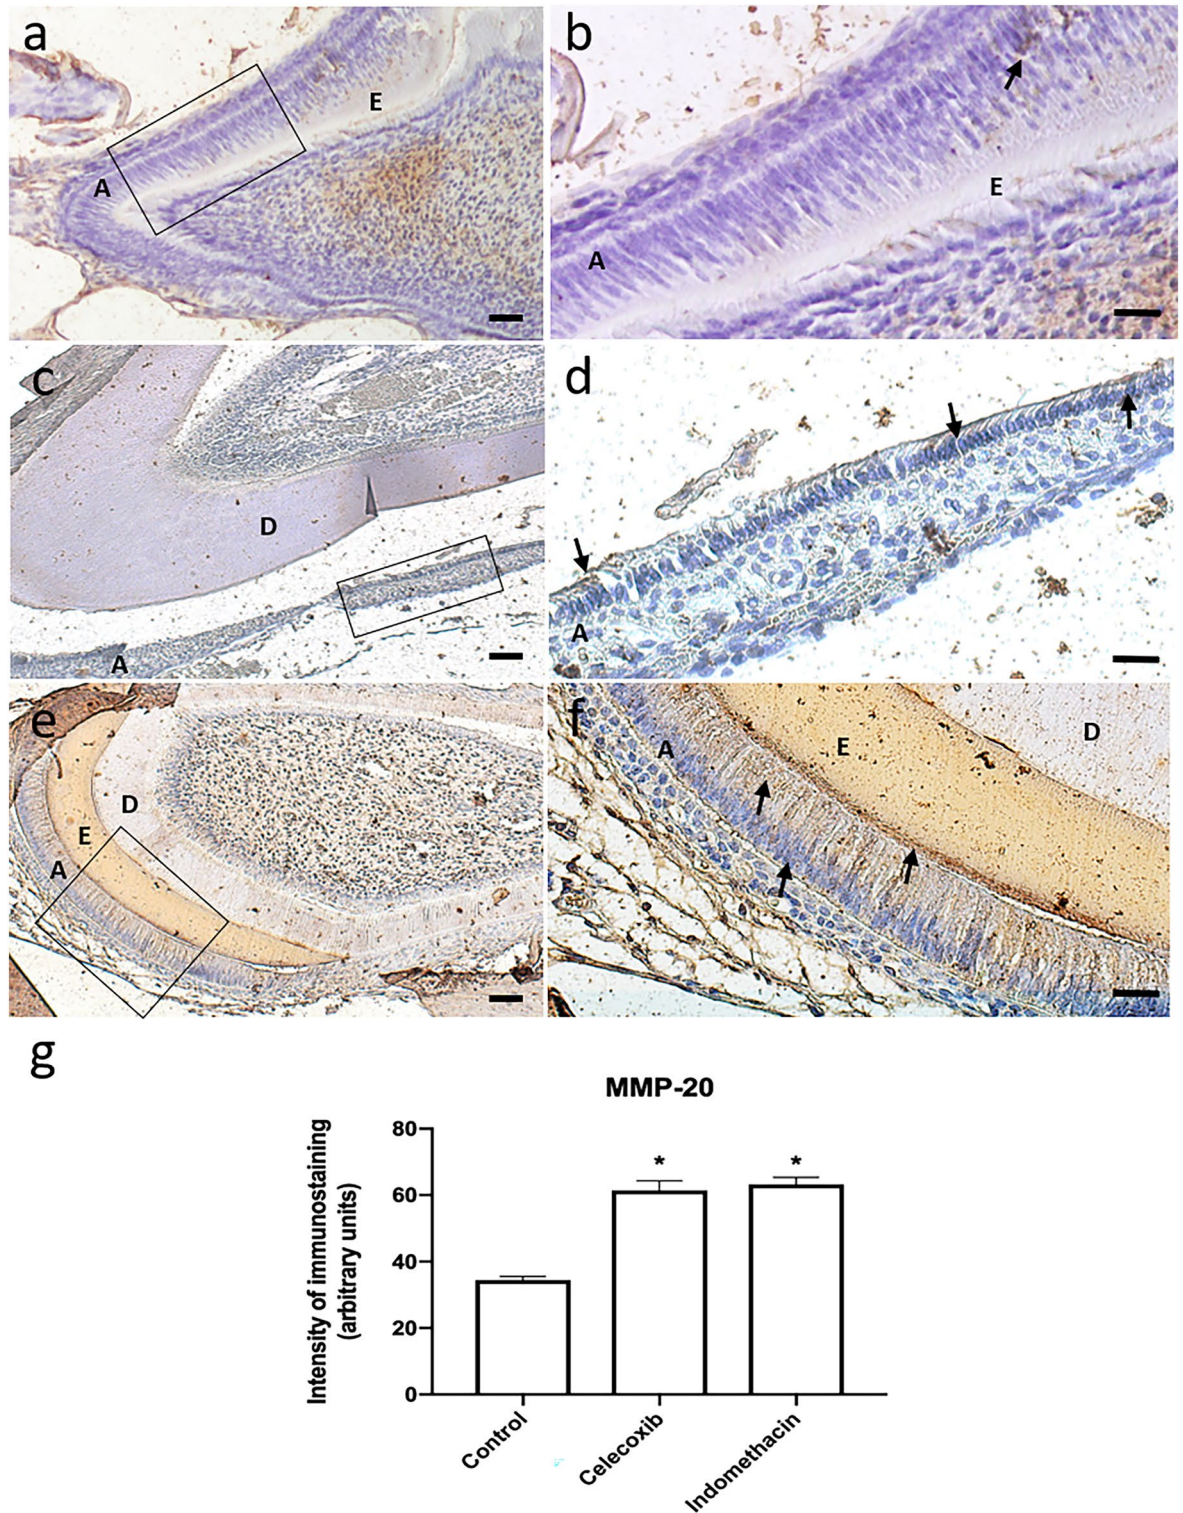 a
E
A
b
E
A
c
D
A
d
A
e
D
E
A
f
D
E
A
g
MMP-20
Intensity of immunostaining
(arbitrary units)
80
60
40
20
0
*
*
Control
Celecoxib
Indomethacin